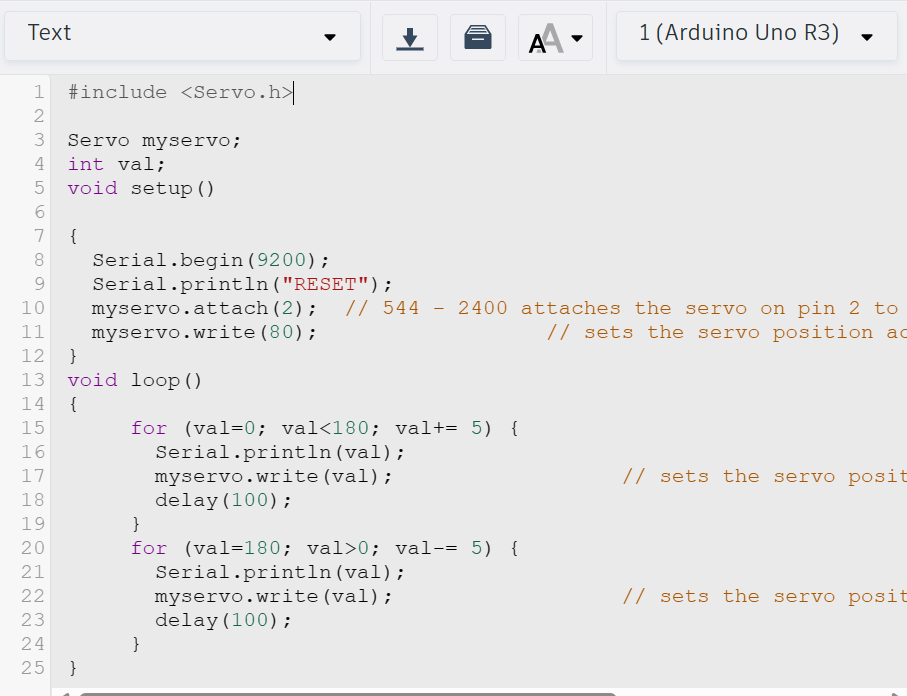 Text
AA
1 (Arduino Uno R3)
1 #include <Servo.h>
2
3 Servo myservo;
4 int val;
5 void setup()
6
7 {
8   Serial.begin(9200);
9   Serial.println("RESET");
10   myservo.attach(2);  // 544 - 2400 attaches the servo on pin 2 to
11   myservo.write(80);                  // sets the servo position
12 }
13 void loop()
14 {
15      for (val=0; val<180; val+= 5) {
16        Serial.println(val);
17        myservo.write(val);                  // sets the servo
18        delay(100);
19      }
20      for (val=180; val>0; val-= 5) {
21        Serial.println(val);
22        myservo.write(val);                  // sets the servo
23        delay(100);
24      }
25 }